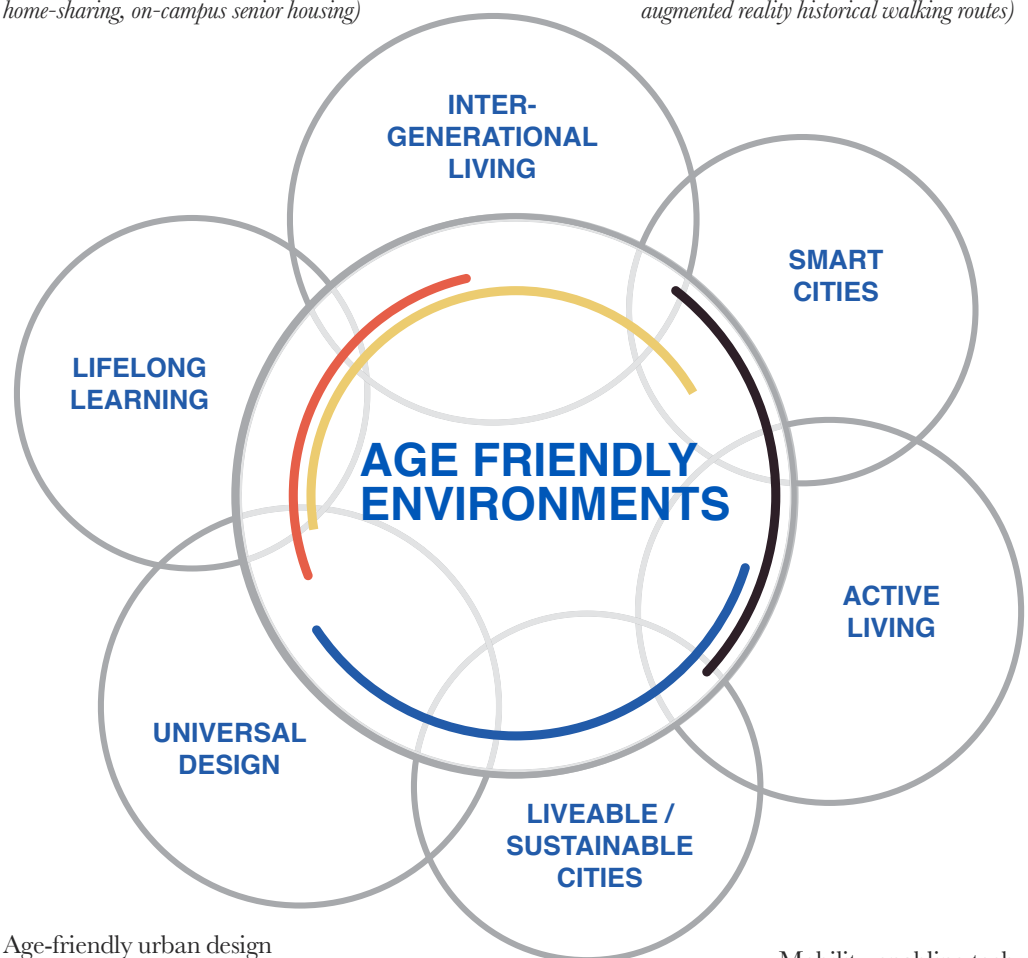 home-sharing, on-campus senior housing)
augmented reality historical walking routes)
INTER-
GENERATIONAL
LIVING
SMART
CITIES
LIFELONG
LEARNING
AGE FRIENDLY
ENVIRONMENTS
ACTIVE
LIVING
UNIVERSAL
DESIGN
LIVEABLE /
SUSTAINABLE
CITIES
Age-friendly urban design